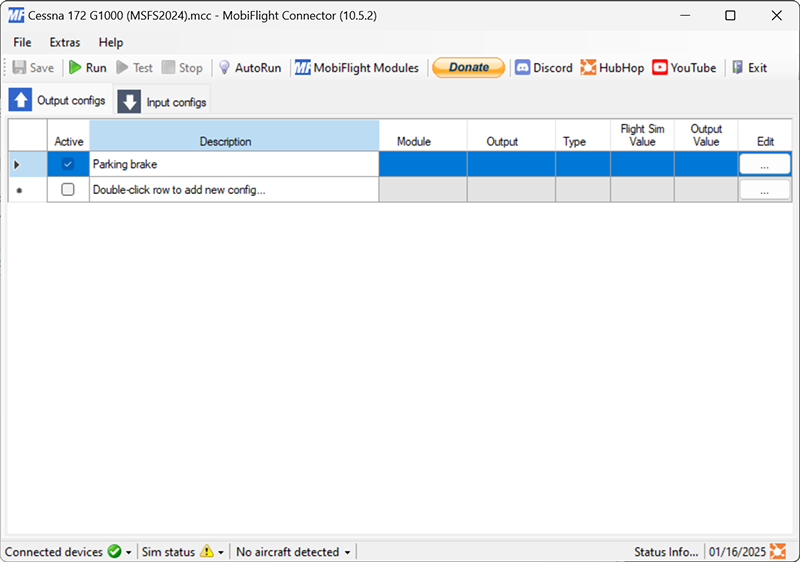 MF Cessna 172 G1000 (MSFS2024).mcc - MobiFlight Connector (10.5.2)
File Extras Help
Save Run Test Stop AutoRun MF MobiFlight Modules Donate Discord HubHop YouTube Exit
Output configs Input configs
Active Description Module Output Type Flight Sim Value Output Value Edit
Parking brake ...
Double-click row to add new config... ...
Connected devices Sim status No aircraft detected Status Info... 01/16/2025